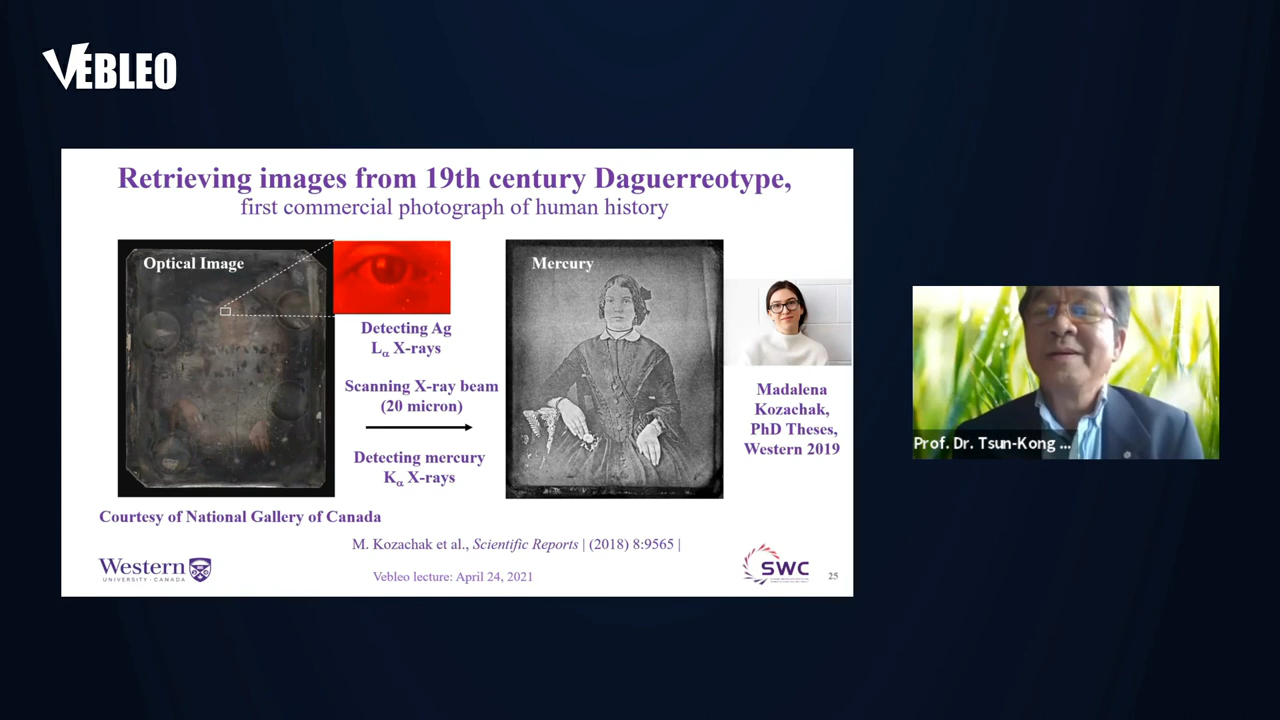 VEBLEO
Retrieving images from 19th century Daguerreotype,
first commercial photograph of human history
Optical Image
Mercury
Detecting Ag
Lα X-rays
Scanning X-ray beam
(20 micron)
Detecting mercury
Kα X-rays
Madalena
Kozachak,
PhD Theses,
Western 2019
Courtesy of National Gallery of Canada
M. Kozachak et al., Scientific Reports | (2018) 8:9565 |
Western
UNIVERSITY · CANADA
Vebleo lecture: April 24, 2021
SWC
25
Prof. Dr. Tsun-Kong ...